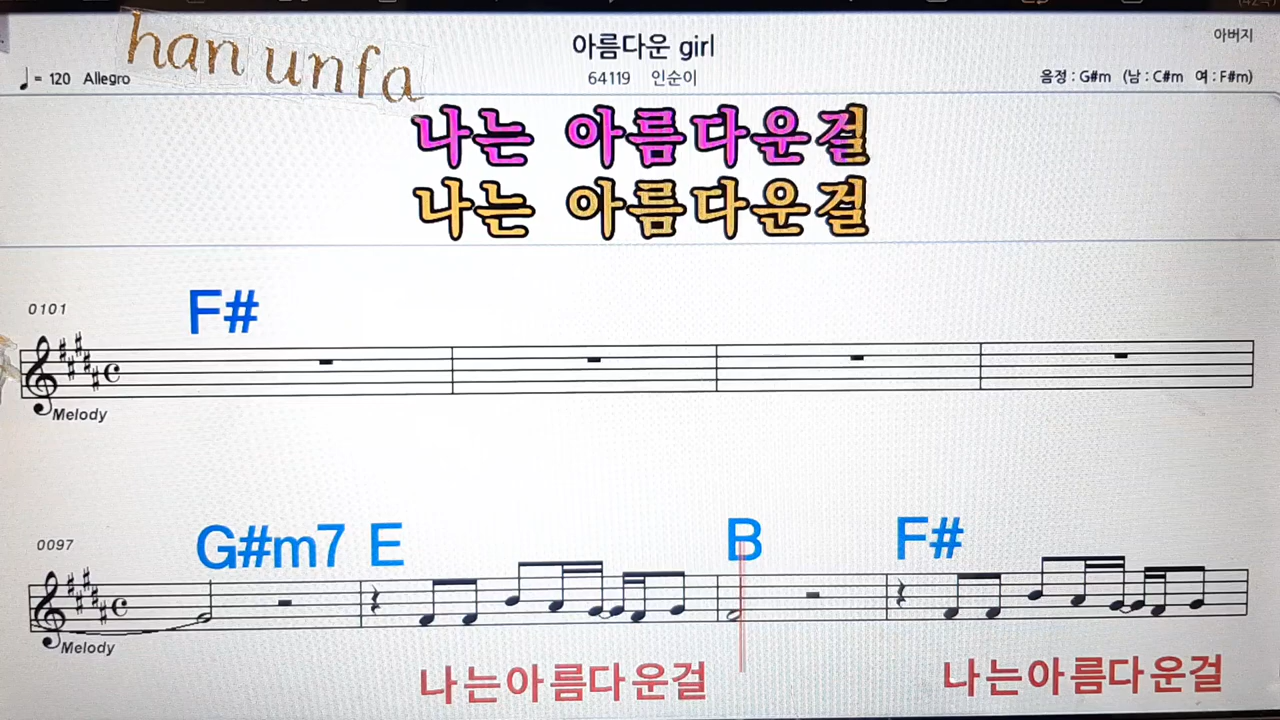 han unfa
아름다운 girl
아버지
♩= 120 Allegro
64119 인순이
음정 : G#m (남 : C#m 여 : F#m)
나는 아름다운걸
나는 아름다운걸
0101
F#
Melody
0097
G#m7 E B F#
Melody
나는아름다운걸 나는아름다운걸